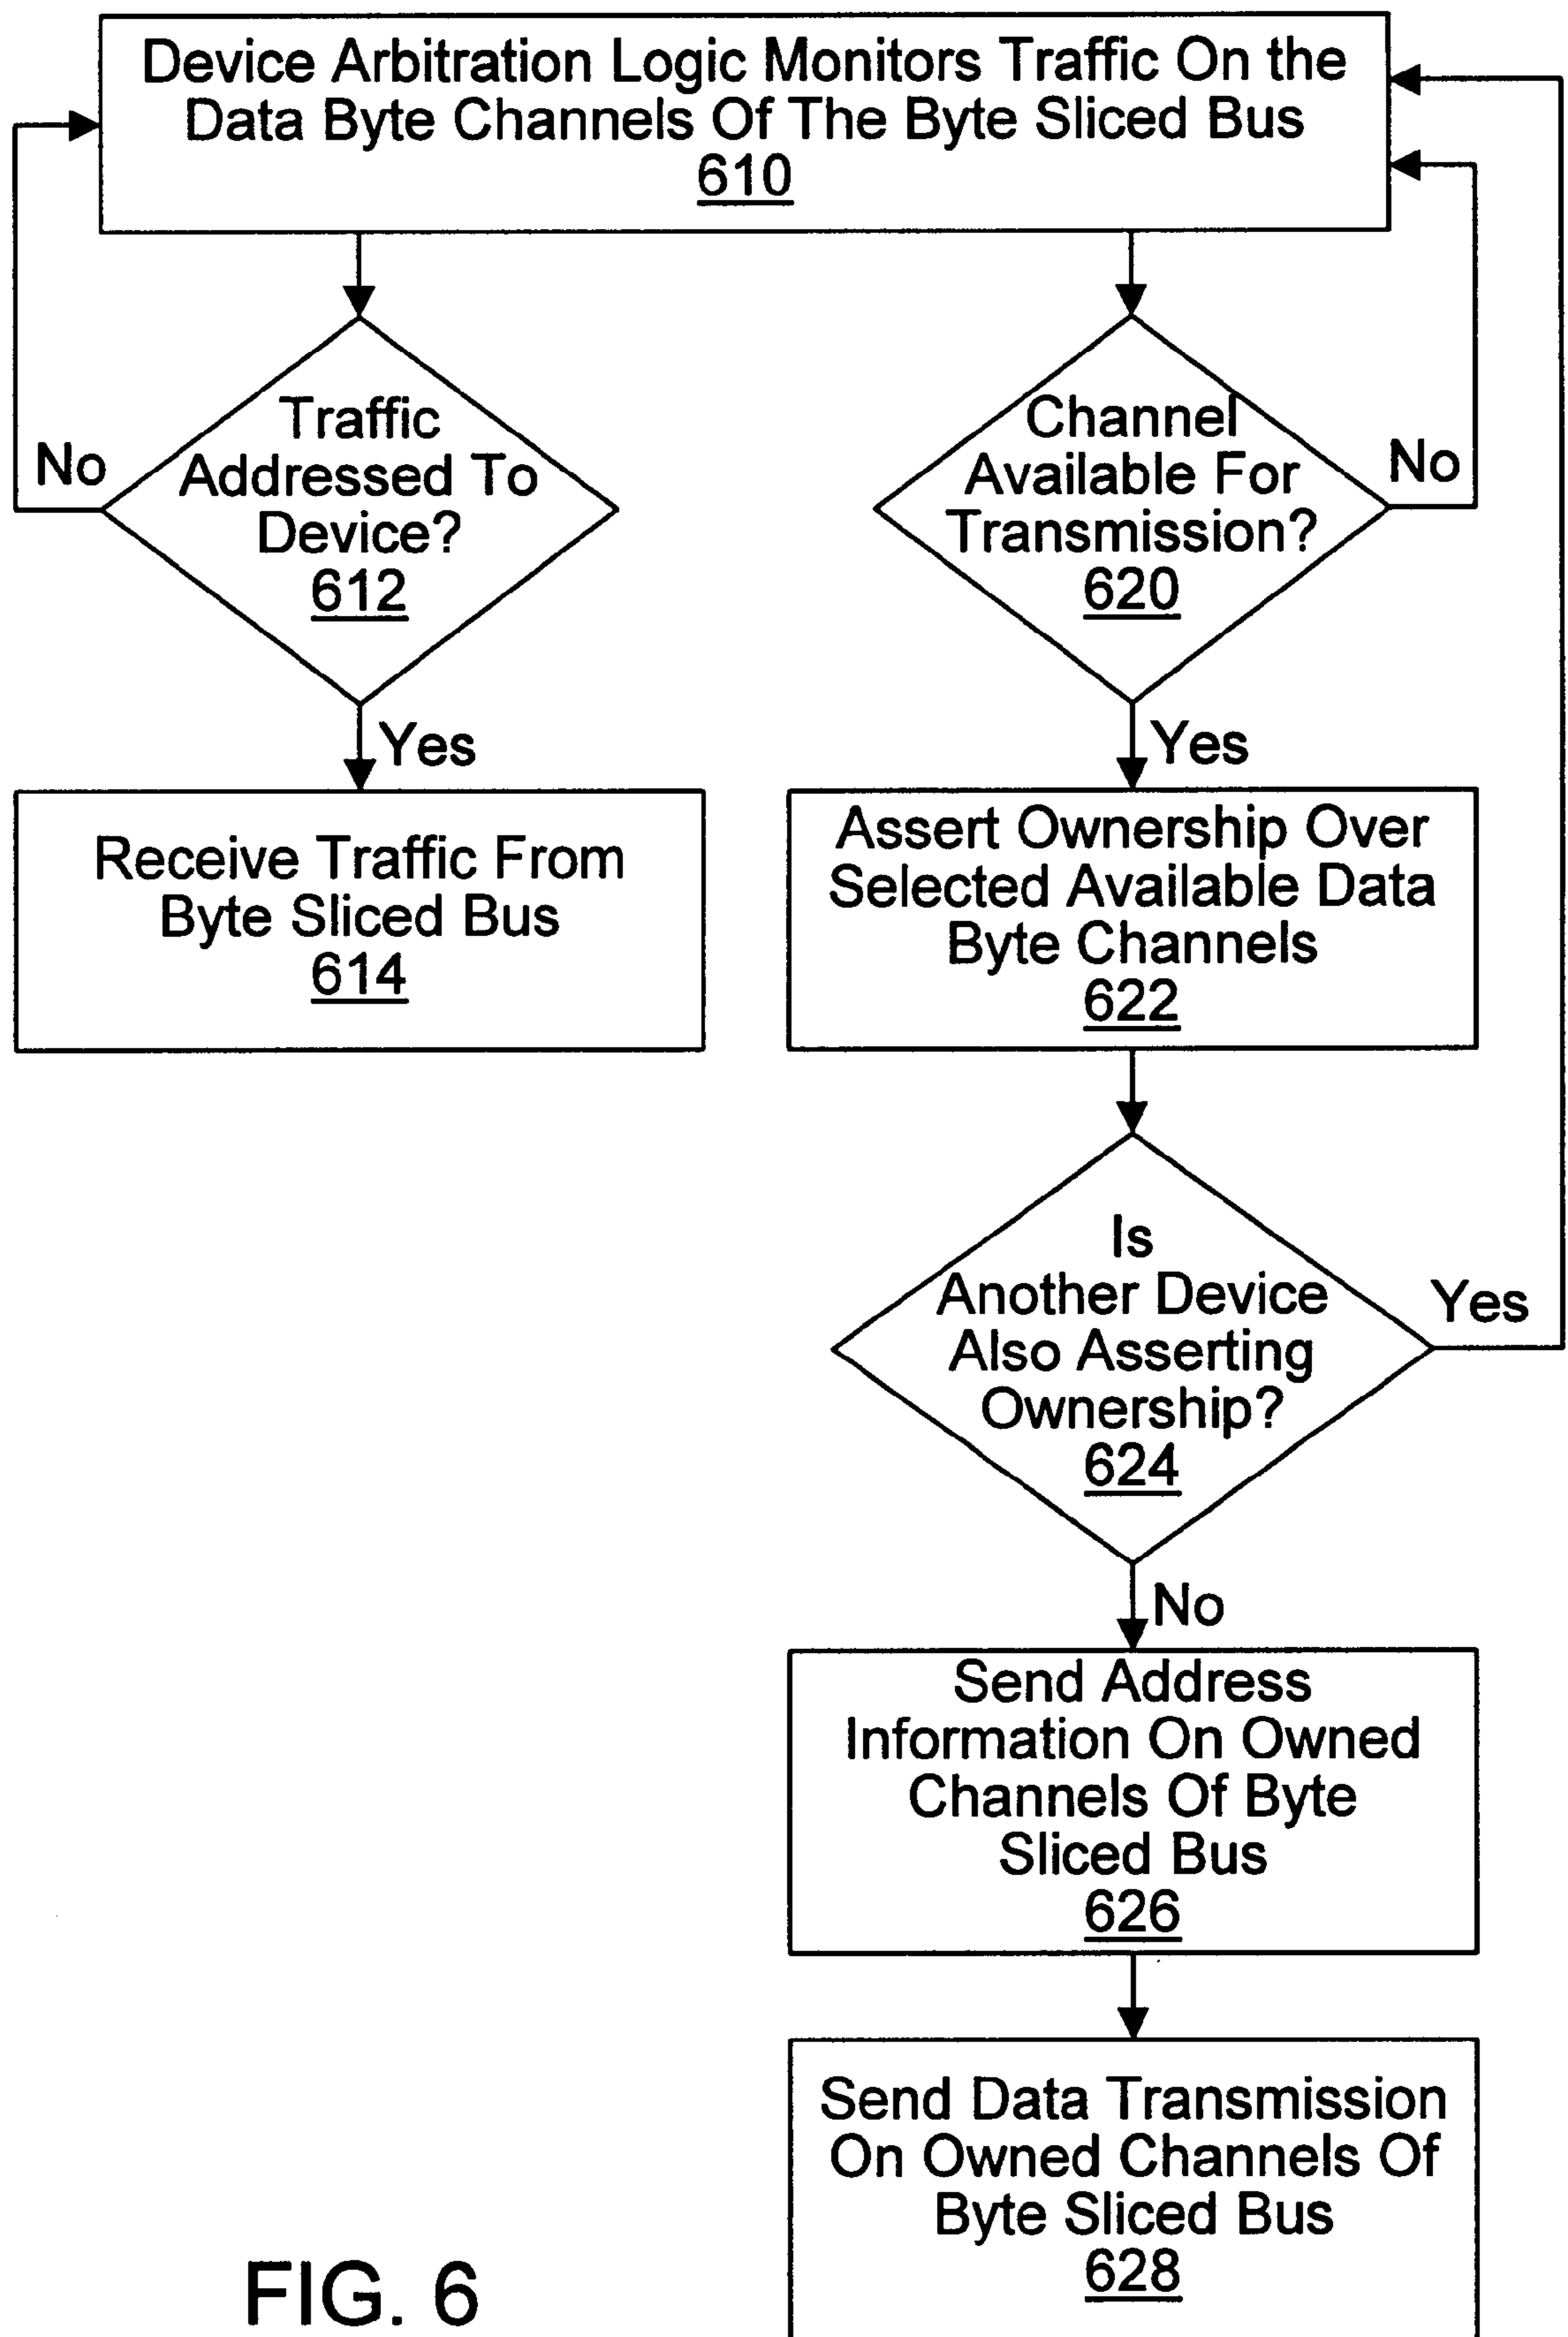 Device Arbitration Logic Monitors Traffic On the
Data Byte Channels Of The Byte Sliced Bus
610
Traffic
Addressed To
Device?
612
No
Yes
Receive Traffic From
Byte Sliced Bus
614
Channel
Available For
Transmission?
620
No
Yes
Assert Ownership Over
Selected Available Data
Byte Channels
622
Is
Another Device
Also Asserting
Ownership?
624
Yes
No
Send Address
Information On Owned
Channels Of Byte
Sliced Bus
626
Send Data Transmission
On Owned Channels Of
Byte Sliced Bus
628
FIG. 6